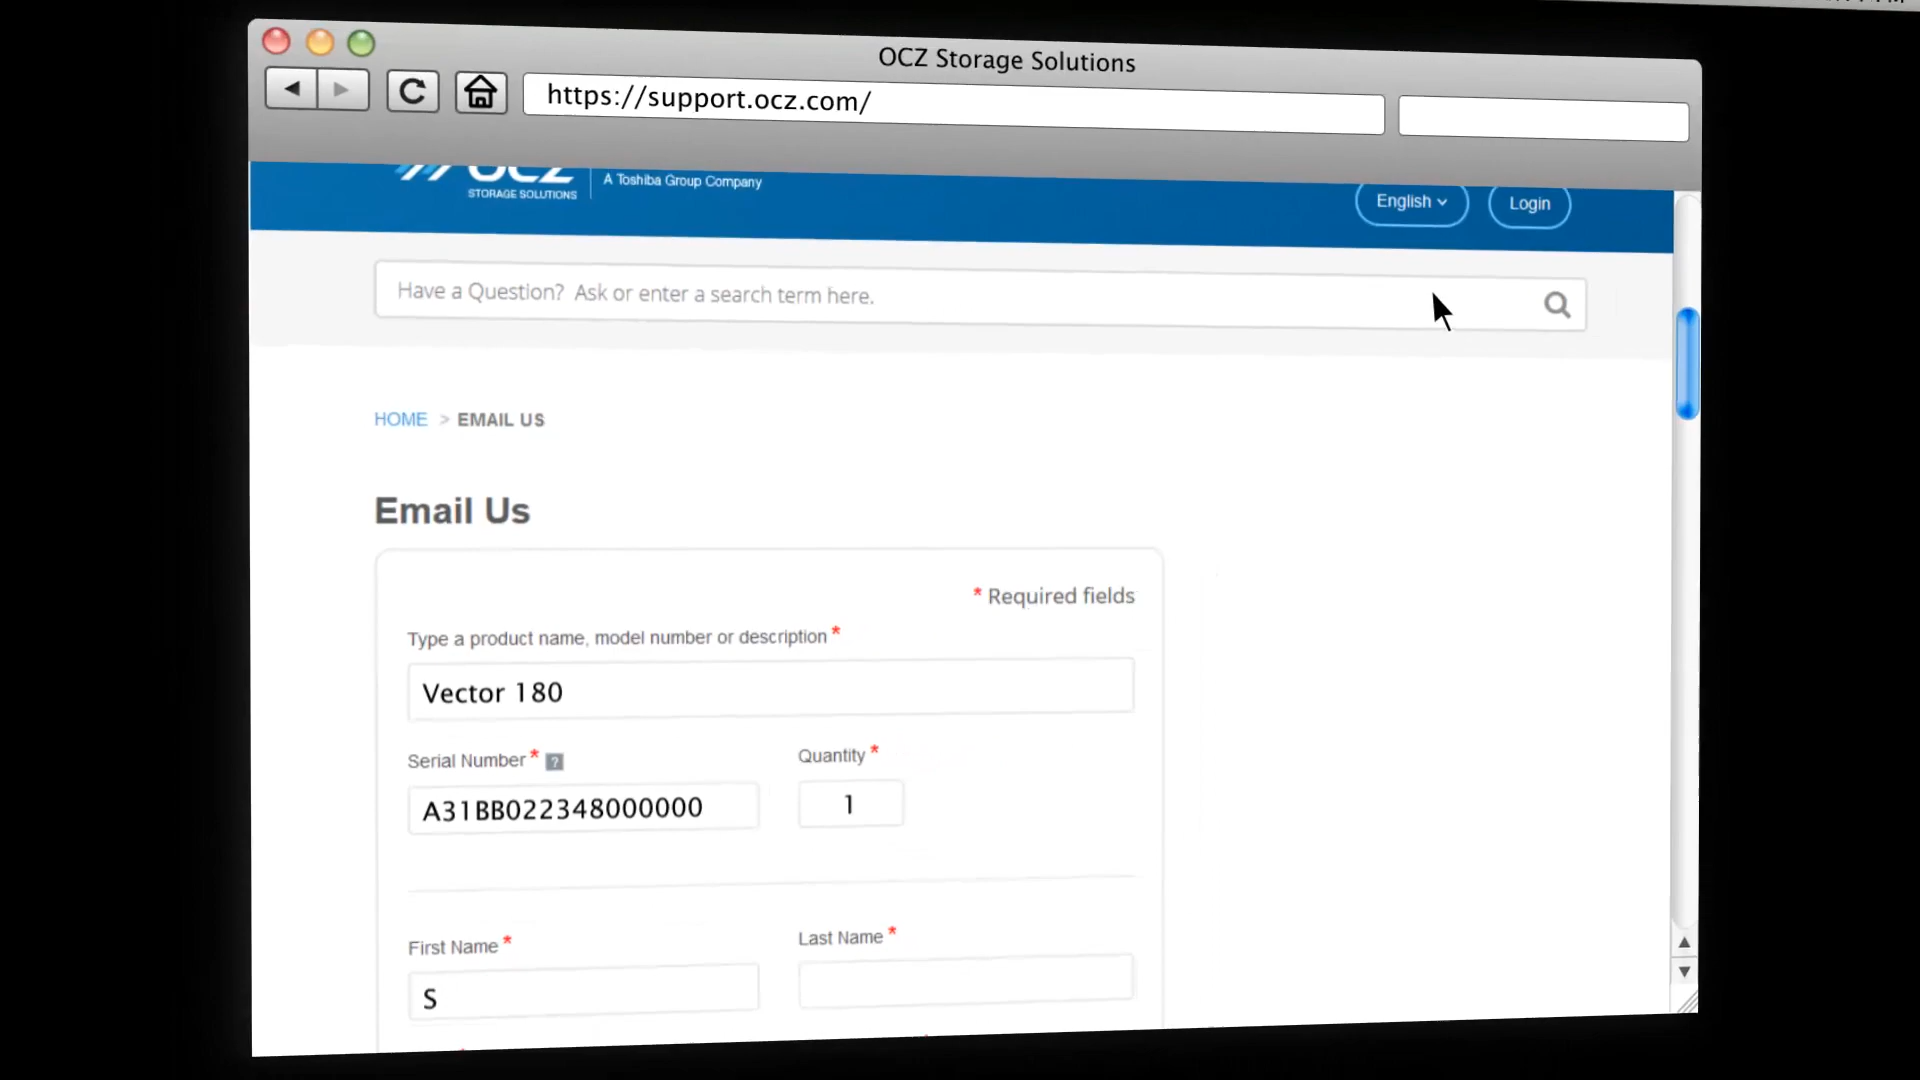 OCZ Storage Solutions
https://support.ocz.com/
OCZ
STORAGE SOLUTIONS
A Toshiba Group Company
English
Login
Have a Question? Ask or enter a search term here.
HOME > EMAIL US
Email Us
* Required fields
Type a product name, model number or description *
Vector 180
Serial Number * ?
Quantity *
A31BB022348000000
1
First Name *
Last Name *
S